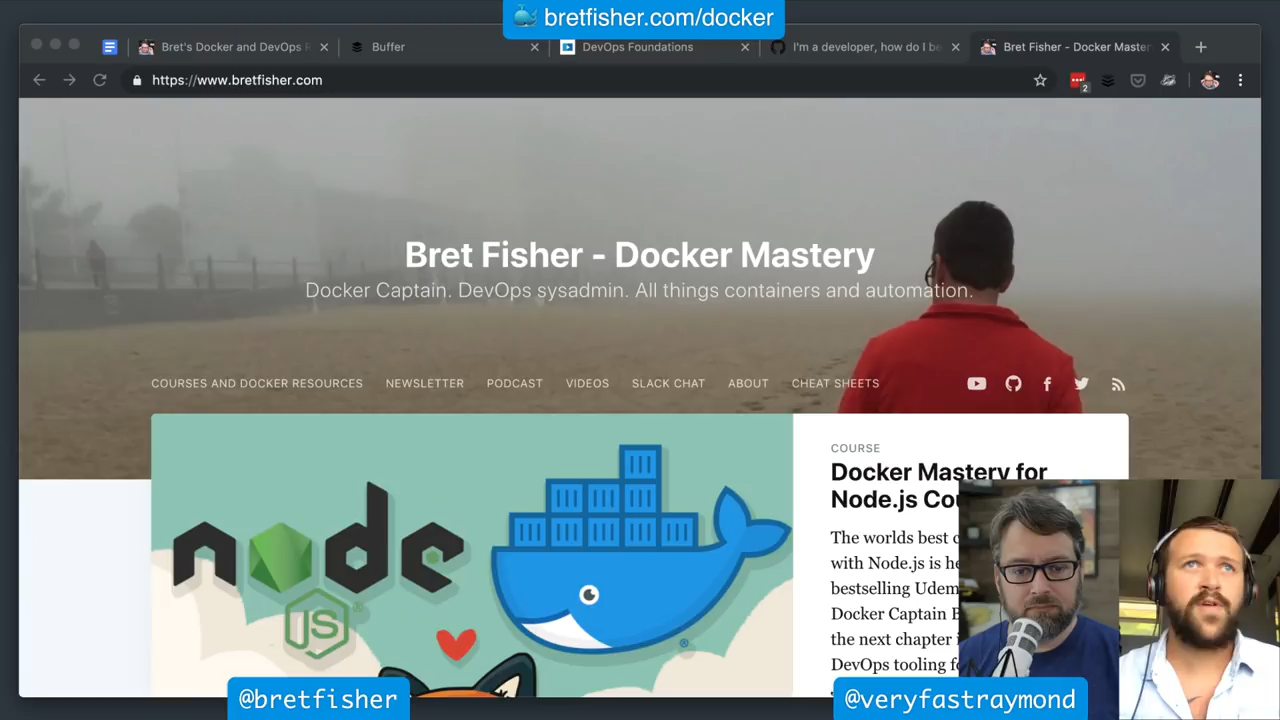 bretfisher.com/docker
Bret's Docker and DevOps R
Buffer
DevOps Foundations
I'm a developer, how do I be
Bret Fisher - Docker Master
https://www.bretfisher.com
2
Bret Fisher - Docker Mastery
Docker Captain. DevOps sysadmin. All things containers and automation.
COURSES AND DOCKER RESOURCES NEWSLETTER PODCAST VIDEOS SLACK CHAT ABOUT CHEAT SHEETS
node
JS
COURSE
Docker Mastery for
Node.js Cou
The worlds best c
with Node.js is he
bestselling Udem
Docker Captain B
the next chapter i
DevOps tooling fo
@bretfisher
@veryfastraymond